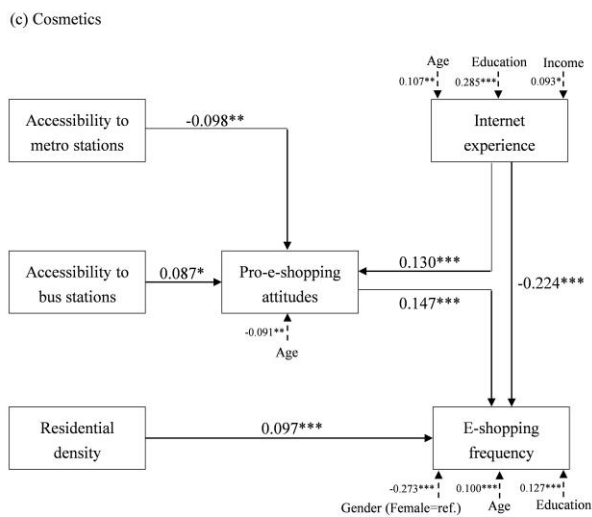 (c) Cosmetics
Age Education Income
0.107** 0.285*** 0.093*
Accessibility to
metro stations
-0.098**
Internet
experience
Accessibility to
bus stations
0.087*
Pro-e-shopping
attitudes
0.130***
0.147***
-0.224***
-0.091**
Age
Residential
density
0.097***
E-shopping
frequency
-0.273*** 0.100*** 0.127***
Gender (Female=ref.) Age Education